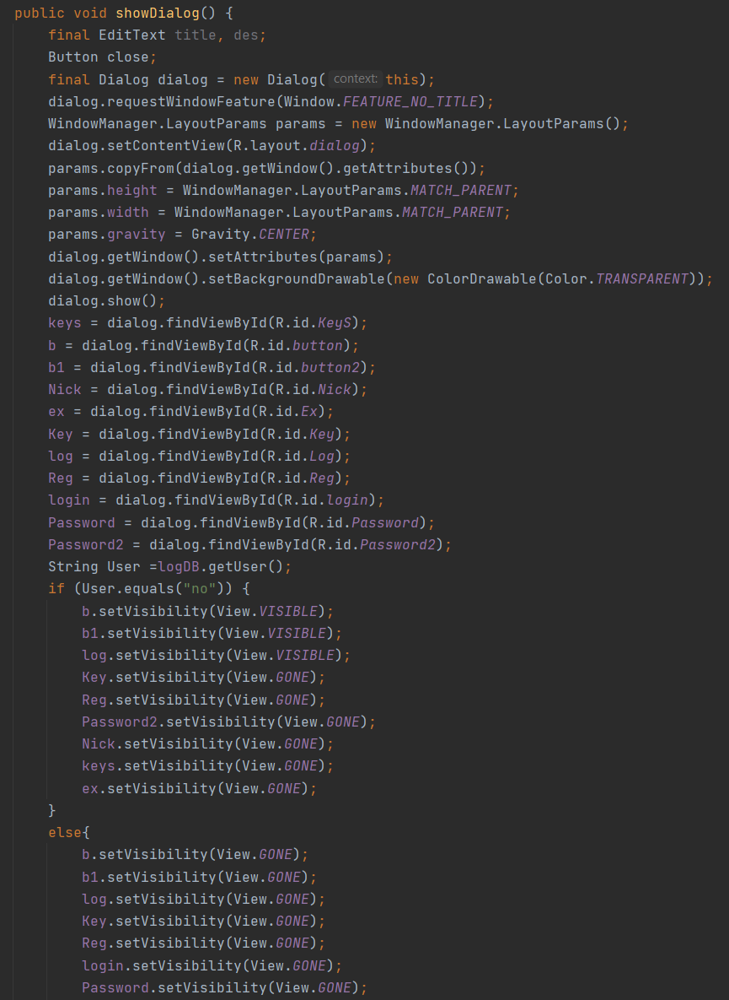 public void showDialog() {
    final EditText title, des;
    Button close;
    final Dialog dialog = new Dialog( context: this);
    dialog.requestWindowFeature(Window.FEATURE_NO_TITLE);
    WindowManager.LayoutParams params = new WindowManager.LayoutParams();
    dialog.setContentView(R.layout.dialog);
    params.copyFrom(dialog.getWindow().getAttributes());
    params.height = WindowManager.LayoutParams.MATCH_PARENT;
    params.width = WindowManager.LayoutParams.MATCH_PARENT;
    params.gravity = Gravity.CENTER;
    dialog.getWindow().setAttributes(params);
    dialog.getWindow().setBackgroundDrawable(new ColorDrawable(Color.TRANSPARENT));
    dialog.show();
    keys = dialog.findViewById(R.id.KeyS);
    b = dialog.findViewById(R.id.button);
    b1 = dialog.findViewById(R.id.button2);
    Nick = dialog.findViewById(R.id.Nick);
    ex = dialog.findViewById(R.id.Ex);
    Key = dialog.findViewById(R.id.Key);
    log = dialog.findViewById(R.id.Log);
    Reg = dialog.findViewById(R.id.Reg);
    login = dialog.findViewById(R.id.login);
    Password = dialog.findViewById(R.id.Password);
    Password2 = dialog.findViewById(R.id.Password2);
    String User =logDB.getUser();
    if (User.equals("no")) {
        b.setVisibility(View.VISIBLE);
        b1.setVisibility(View.VISIBLE);
        log.setVisibility(View.VISIBLE);
        Key.setVisibility(View.GONE);
        Reg.setVisibility(View.GONE);
        Password2.setVisibility(View.GONE);
        Nick.setVisibility(View.GONE);
        keys.setVisibility(View.GONE);
        ex.setVisibility(View.GONE);
    }
    else{
        b.setVisibility(View.GONE);
        b1.setVisibility(View.GONE);
        log.setVisibility(View.GONE);
        Key.setVisibility(View.GONE);
        Reg.setVisibility(View.GONE);
        login.setVisibility(View.GONE);
        Password.setVisibility(View.GONE);